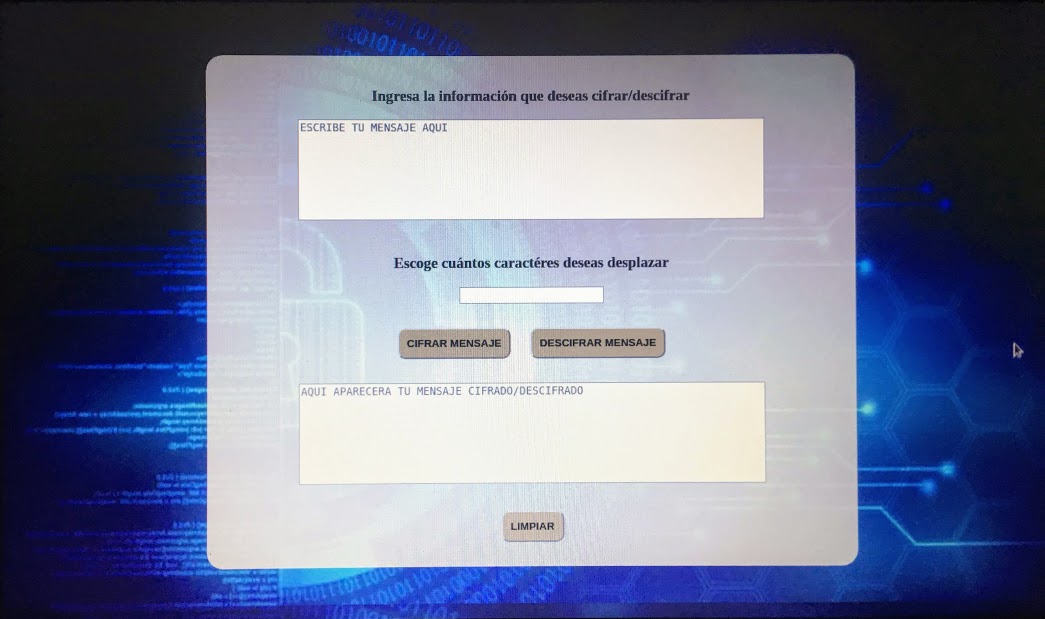 Ingresa la información que deseas cifrar/descifrar
ESCRIBE TU MENSAJE AQUI
Escoge cuántos caractéres deseas desplazar
CIFRAR MENSAJE
DESCIFRAR MENSAJE
AQUI APARECERA TU MENSAJE CIFRADO/DESCIFRADO
LIMPIAR